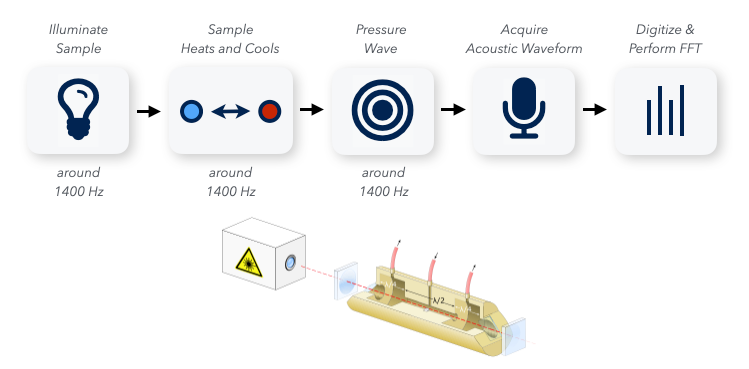 Illuminate
Sample
Sample
Heats and Cools
Pressure
Wave
Acquire
Acoustic Waveform
Digitize &
Perform FFT
around
1400 Hz
around
1400 Hz
around
1400 Hz
λ/2